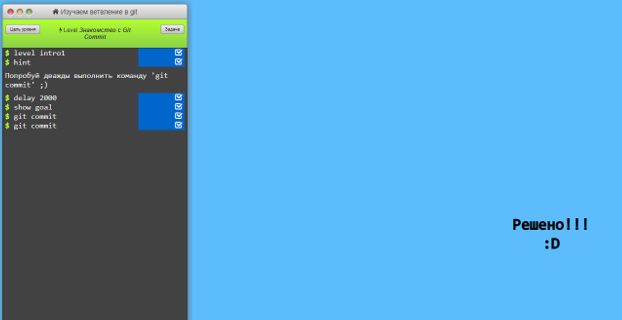 Изучаем ветвление в git
Цель уровня
Level Знакомство с Git
Commit
Задача
$ level intro1
$ hint
Попробуй дважды выполнить команду 'git
commit' ;)
$ delay 2000
$ show goal
$ git commit
$ git commit
Решено!!!
:D